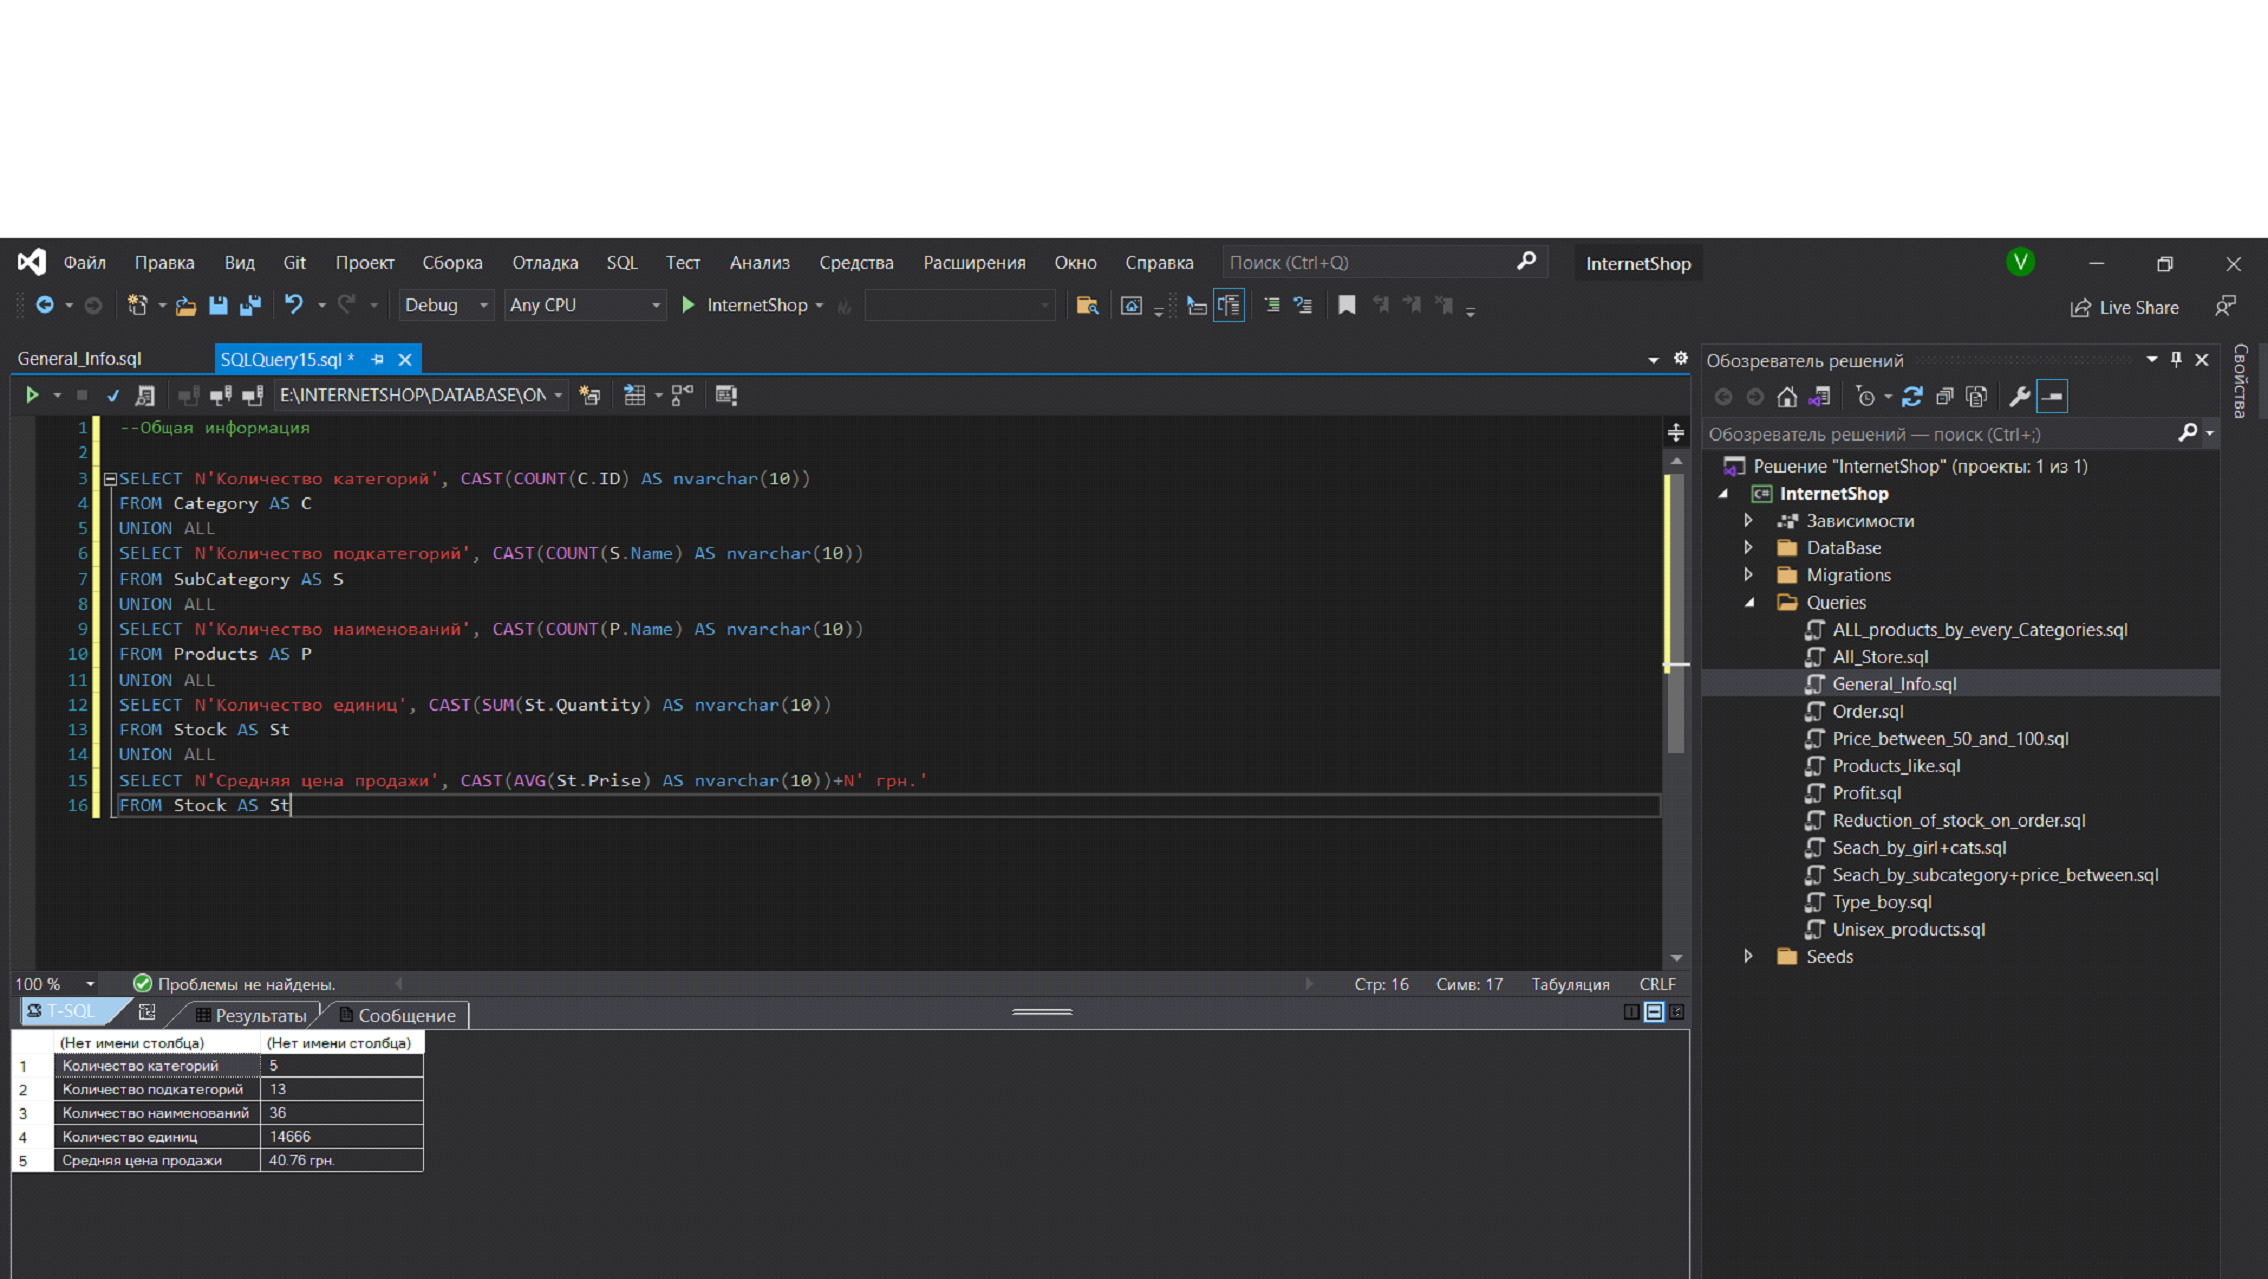 Файл Правка Вид Git Проект Сборка Отладка SQL Тест Анализ Средства Расширения Окно Справка Поиск (Ctrl+Q) InternetShop V
Debug Any CPU InternetShop Live Share
General_Info.sql SQLQuery15.sql *
E:\INTERNETSHOP\DATABASE\ON
1 --Общая информация
2
3 SELECT N'Количество категорий', CAST(COUNT(C.ID) AS nvarchar(10))
4 FROM Category AS C
5 UNION ALL
6 SELECT N'Количество подкатегорий', CAST(COUNT(S.Name) AS nvarchar(10))
7 FROM SubCategory AS S
8 UNION ALL
9 SELECT N'Количество наименований', CAST(COUNT(P.Name) AS nvarchar(10))
10 FROM Products AS P
11 UNION ALL
12 SELECT N'Количество единиц', CAST(SUM(St.Quantity) AS nvarchar(10))
13 FROM Stock AS St
14 UNION ALL
15 SELECT N'Средняя цена продажи', CAST(AVG(St.Prise) AS nvarchar(10))+N' грн.'
16 FROM Stock AS St
100 % Проблемы не найдены. Стр: 16 Симв: 17 Табуляция CRLF
T-SQL Результаты Сообщение
(Нет имени столбца) (Нет имени столбца)
1 Количество категорий 5
2 Количество подкатегорий 13
3 Количество наименований 36
4 Количество единиц 14666
5 Средняя цена продажи 40.76 грн.
Обозреватель решений
Обозреватель решений — поиск (Ctrl+;)
Решение "InternetShop" (проекты: 1 из 1)
C# InternetShop
Зависимости
DataBase
Migrations
Queries
ALL_products_by_every_Categories.sql
All_Store.sql
General_Info.sql
Order.sql
Price_between_50_and_100.sql
Products_like.sql
Profit.sql
Reduction_of_stock_on_order.sql
Seach_by_girl+cats.sql
Seach_by_subcategory+price_between.sql
Type_boy.sql
Unisex_products.sql
Seeds
Свойства